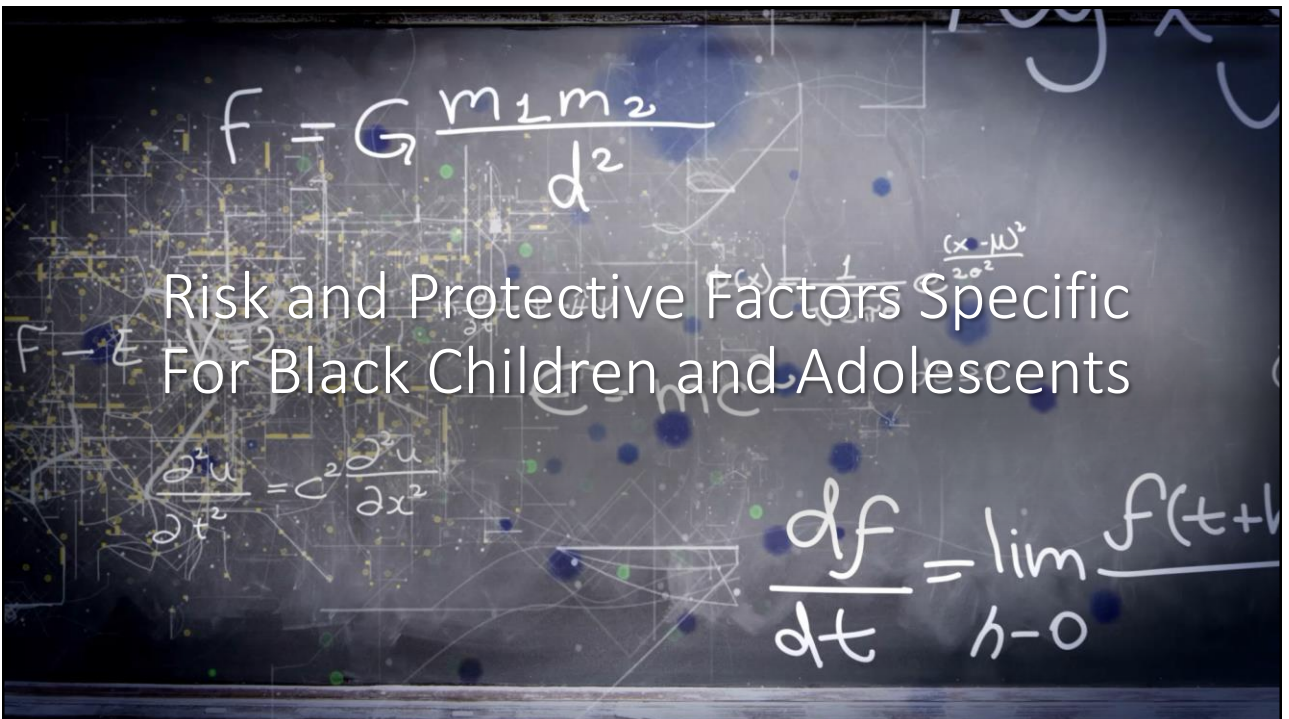 F = G m1m2/d²
Risk and Protective Factors Specific
For Black Children and Adolescents
E = mc²
∂²u/∂t² = c² ∂²u/∂x²
df/dt = lim h→0 f(t+h